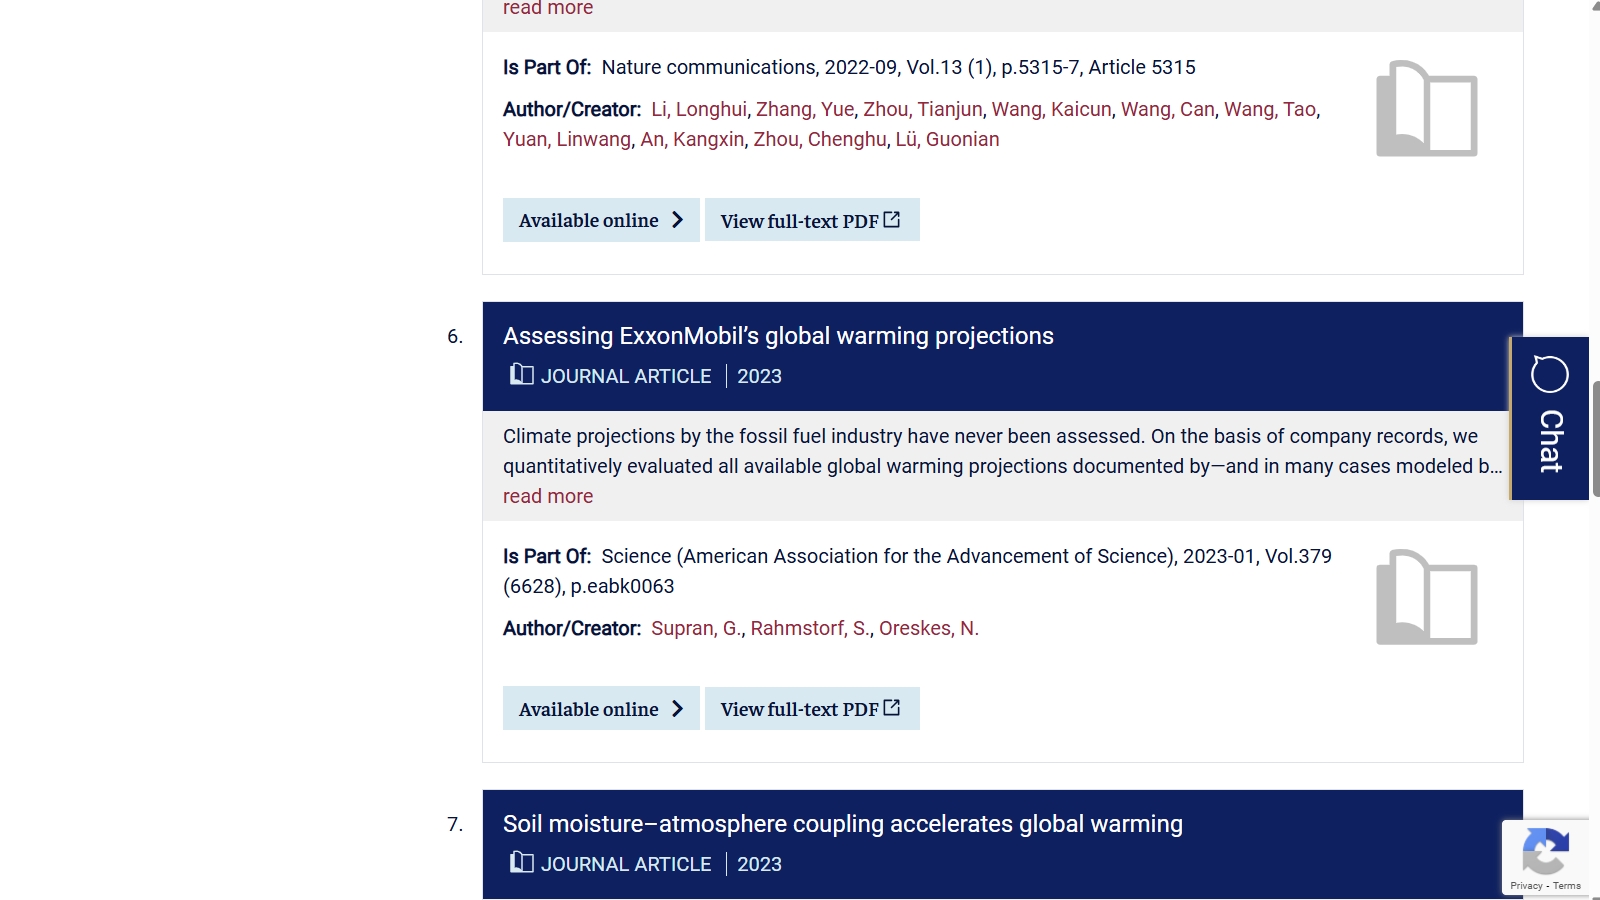 read more
Is Part Of: Nature communications, 2022-09, Vol.13 (1), p.5315-7, Article 5315
Author/Creator: Li, Longhui, Zhang, Yue, Zhou, Tianjun, Wang, Kaicun, Wang, Can, Wang, Tao,
Yuan, Linwang, An, Kangxin, Zhou, Chenghu, Lü, Guonian
Available online
View full-text PDF
6.
Assessing ExxonMobil’s global warming projections
JOURNAL ARTICLE | 2023
Climate projections by the fossil fuel industry have never been assessed. On the basis of company records, we
quantitatively evaluated all available global warming projections documented by—and in many cases modeled b…
read more
Is Part Of: Science (American Association for the Advancement of Science), 2023-01, Vol.379
(6628), p.eabk0063
Author/Creator: Supran, G., Rahmstorf, S., Oreskes, N.
Available online
View full-text PDF
7.
Soil moisture–atmosphere coupling accelerates global warming
JOURNAL ARTICLE | 2023
Chat
Privacy - Terms